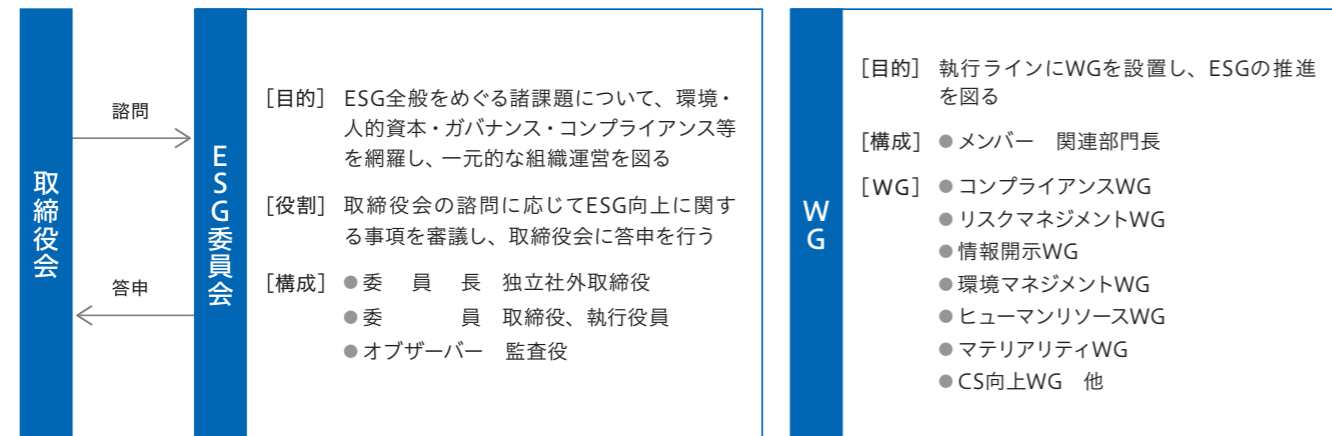 取締役会
諮問
答申
ESG委員会
［目的］ ESG全般をめぐる諸課題について、環境・
人的資本・ガバナンス・コンプライアンス等
を網羅し、一元的な組織運営を図る
［役割］ 取締役会の諮問に応じてESG向上に関す
る事項を審議し、取締役会に答申を行う
［構成］ ●委　員　長　独立社外取締役
●委　　　員　取締役、執行役員
●オブザーバー　監査役
WG
［目的］ 執行ラインにWGを設置し、ESGの推進
を図る
［構成］ ●メンバー　関連部門長
［WG］ ●コンプライアンスWG
●リスクマネジメントWG
●情報開示WG
●環境マネジメントWG
●ヒューマンリソースWG
●マテリアリティWG
●CS向上WG　他